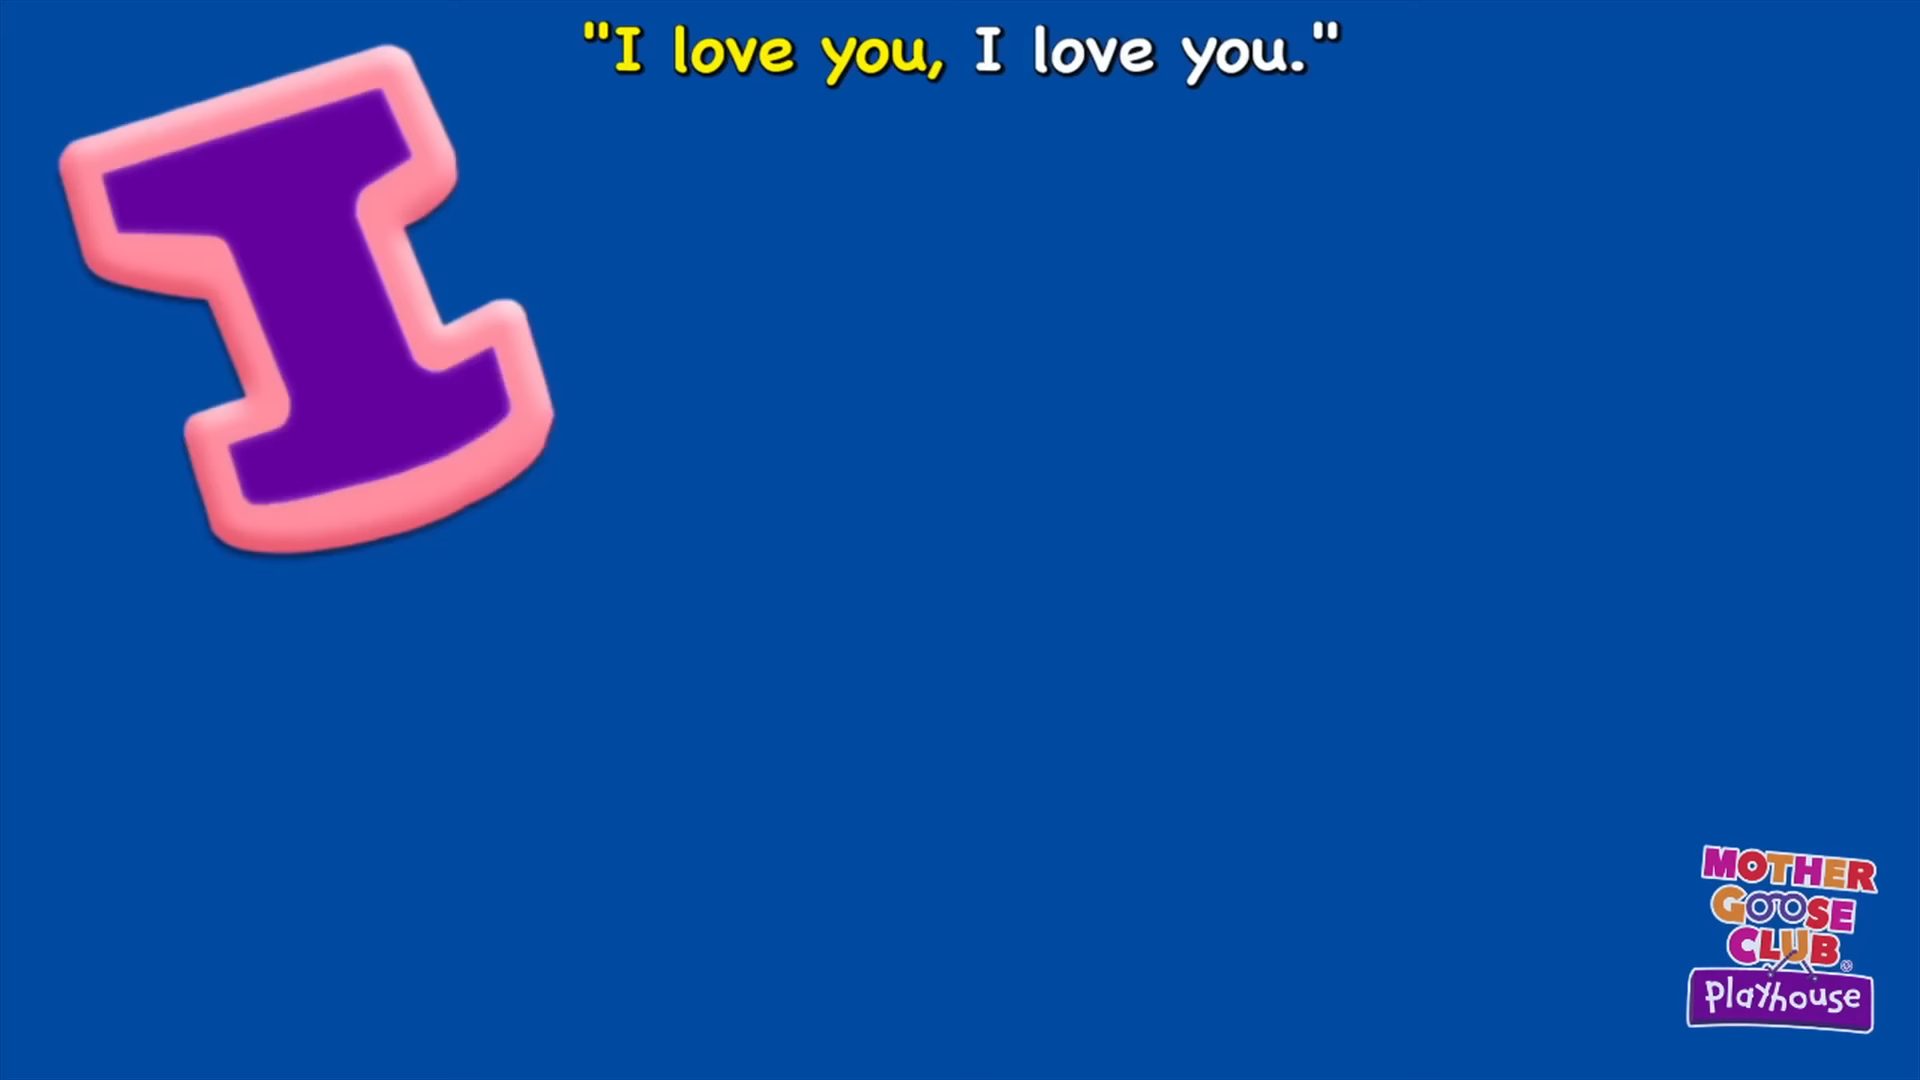 "I love you, I love you."
I
MOTHER
GOOSE
CLUB®
Playhouse